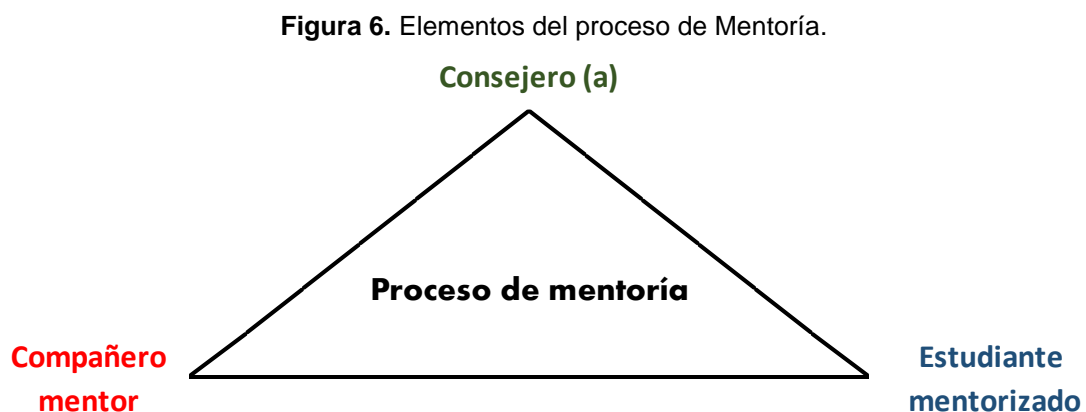 Figura 6. Elementos del proceso de Mentoría.
Consejero (a)
Proceso de mentoría
Compañero
mentor
Estudiante
mentorizado